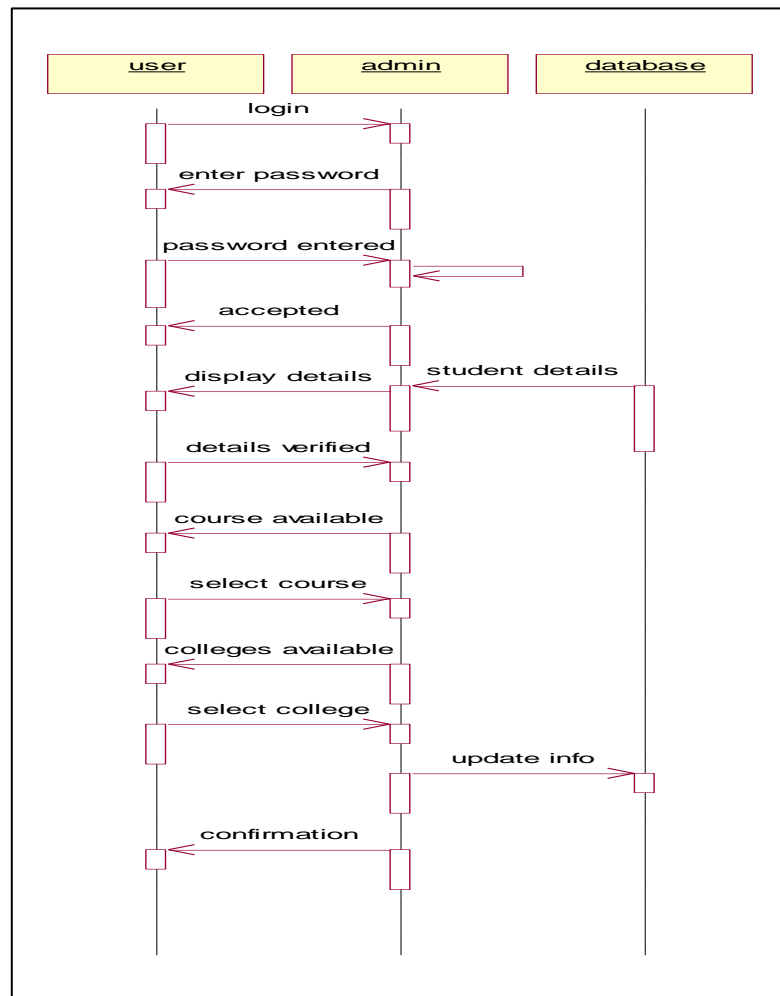 user
admin
database
login
enter password
password entered
accepted
student details
display details
details verified
course available
select course
colleges available
select college
update info
confirmation